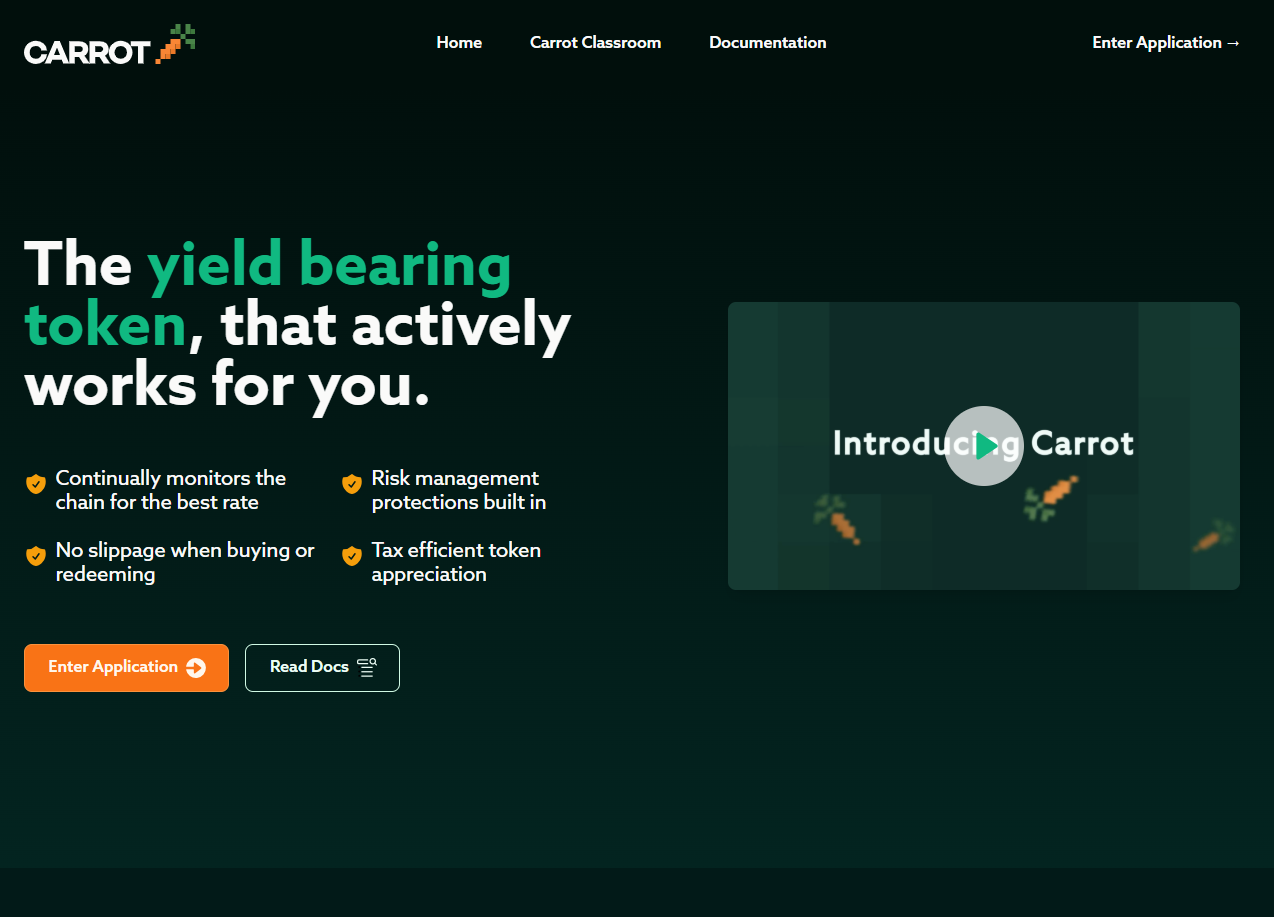 CARROT
Home
Carrot Classroom
Documentation
Enter Application →
The yield bearing
token, that actively
works for you.
Continually monitors the
chain for the best rate
Risk management
protections built in
No slippage when buying or
redeeming
Tax efficient token
appreciation
Enter Application
Read Docs
Introducing Carrot